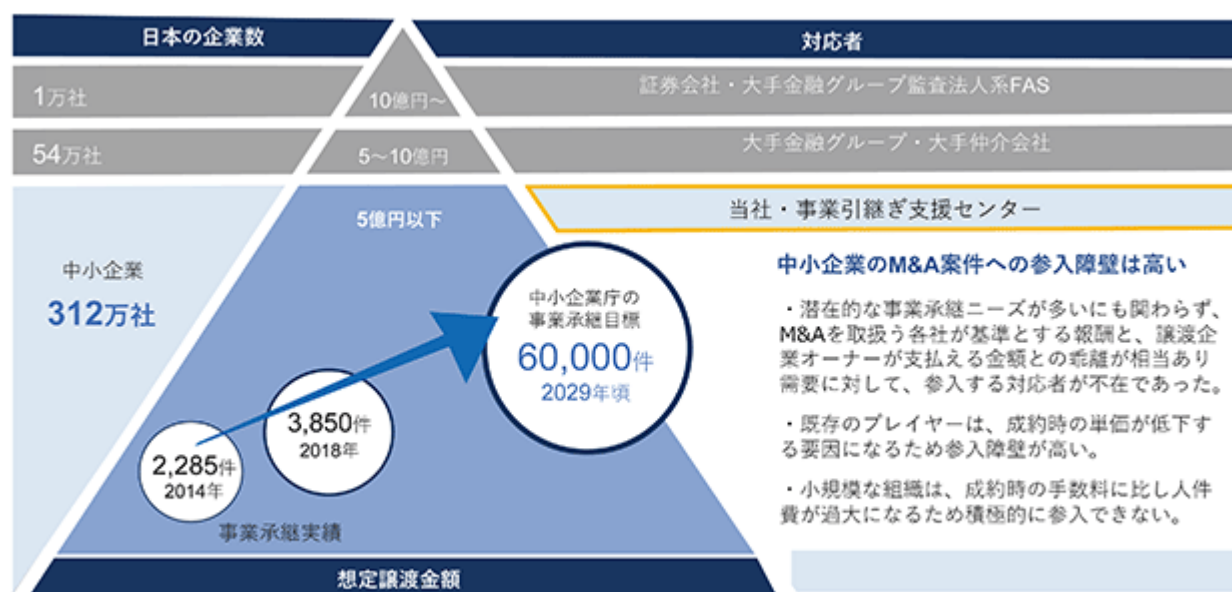 日本の企業数
対応者
1万社
10億円～
証券会社・大手金融グループ監査法人系FAS
54万社
5～10億円
大手金融グループ・大手仲介会社
5億円以下
当社・事業引継ぎ支援センター
中小企業
312万社
中小企業庁の
事業承継目標
60,000件
2029年頃
3,850件
2018年
2,285件
2014年
事業承継実績
想定譲渡金額
中小企業のM&A案件への参入障壁は高い
・潜在的な事業承継ニーズが多いにも関わらず、
M&Aを取扱う各社が基準とする報酬と、譲渡企
業オーナーが支払える金額との乖離が相当あり
需要に対して、参入する対応者が不在であった。
・既存のプレイヤーは、成約時の単価が低下す
る要因になるため参入障壁が高い。
・小規模な組織は、成約時の手数料に比し人件
費が過大になるため積極的に参入できない。